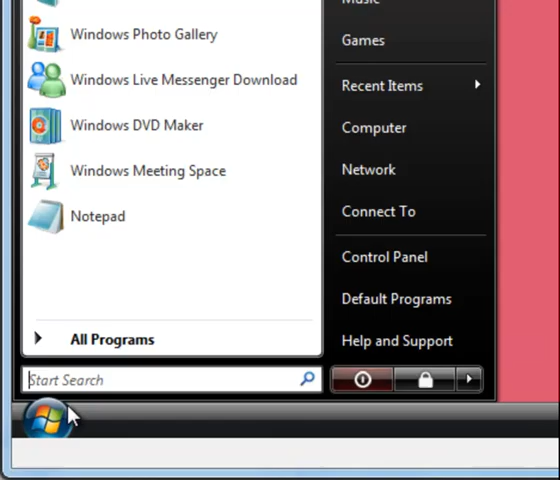 Music
Windows Photo Gallery
Games
Windows Live Messenger Download
Recent Items
Windows DVD Maker
Computer
Windows Meeting Space
Network
Notepad
Connect To
Control Panel
Default Programs
All Programs
Help and Support
Start Search